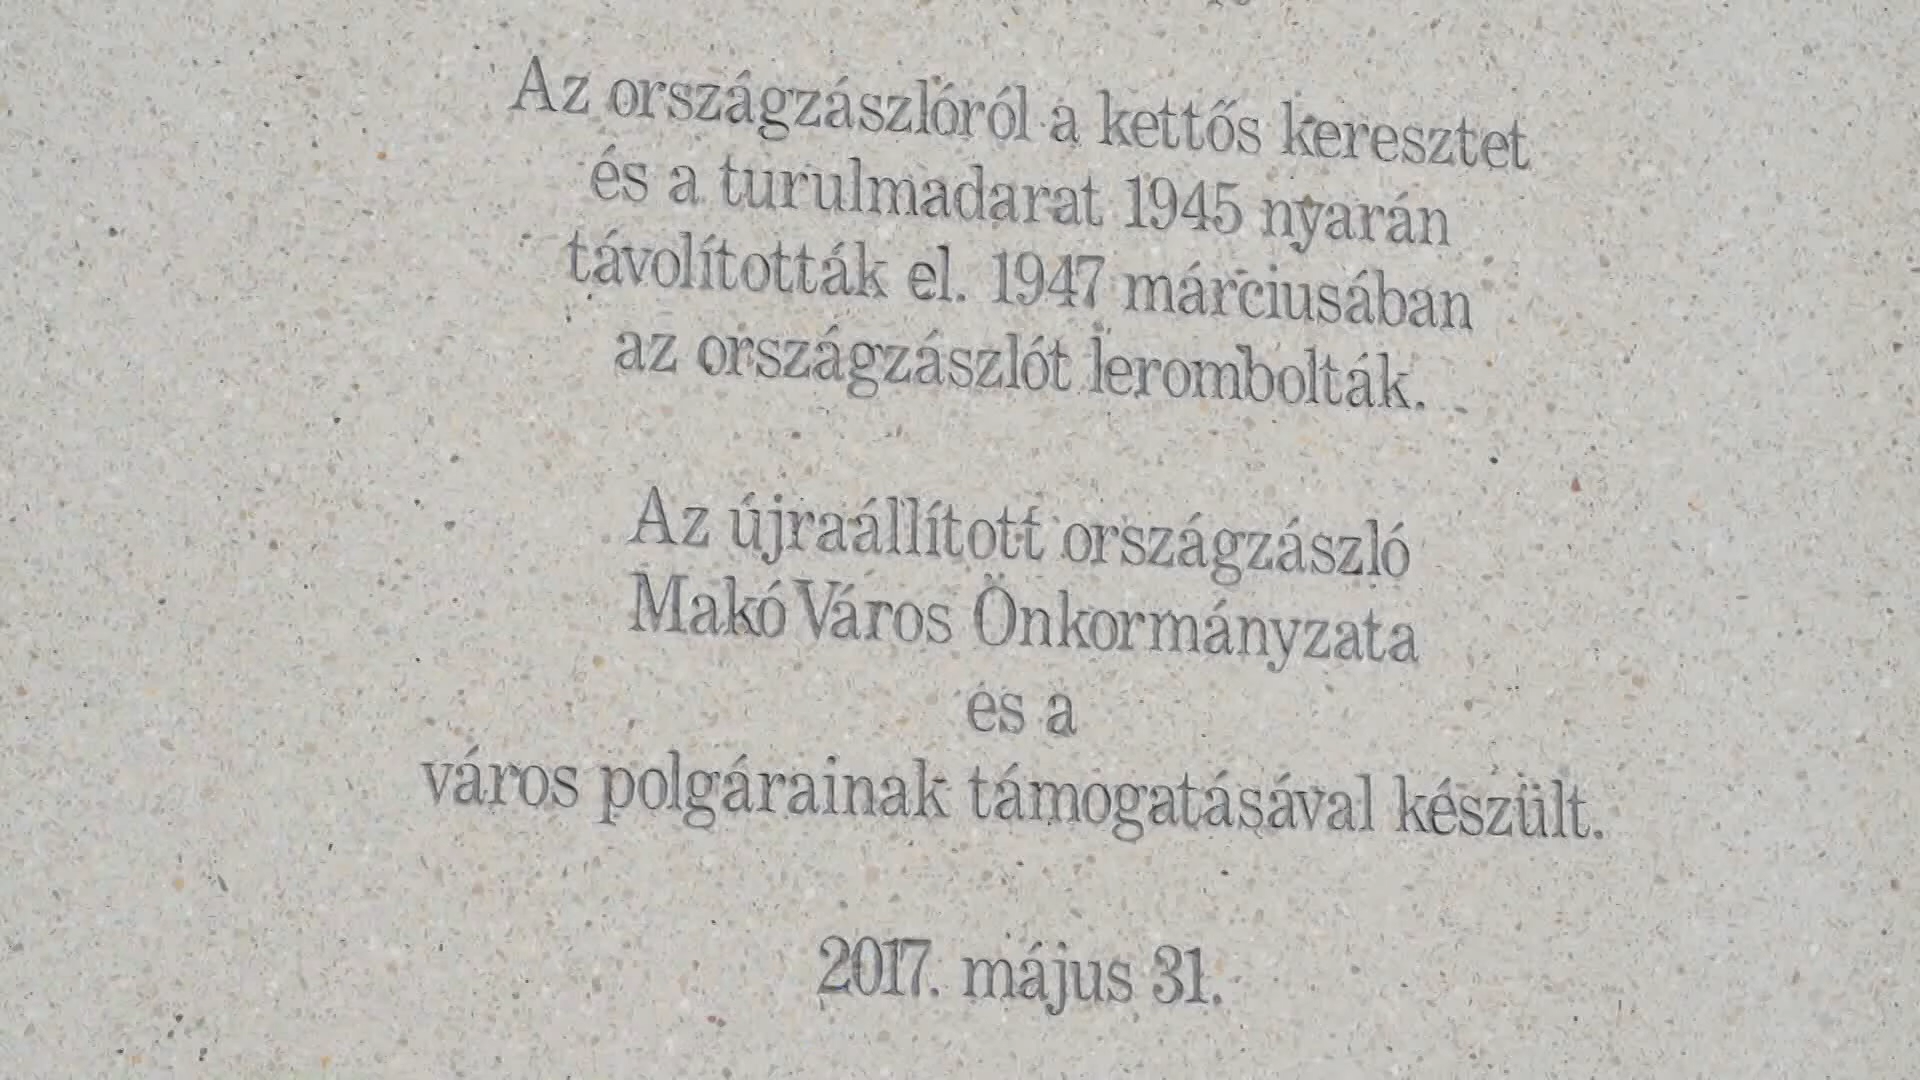 Az országzászlóról a kettős keresztet
és a turulmadarat 1945 nyarán
távolították el. 1947 márciusában
az országzászlót lerombolták.
Az újraállított országzászló
Makó Város Önkormányzata
és a
város polgárainak támogatásával készült.
2017. május 31.